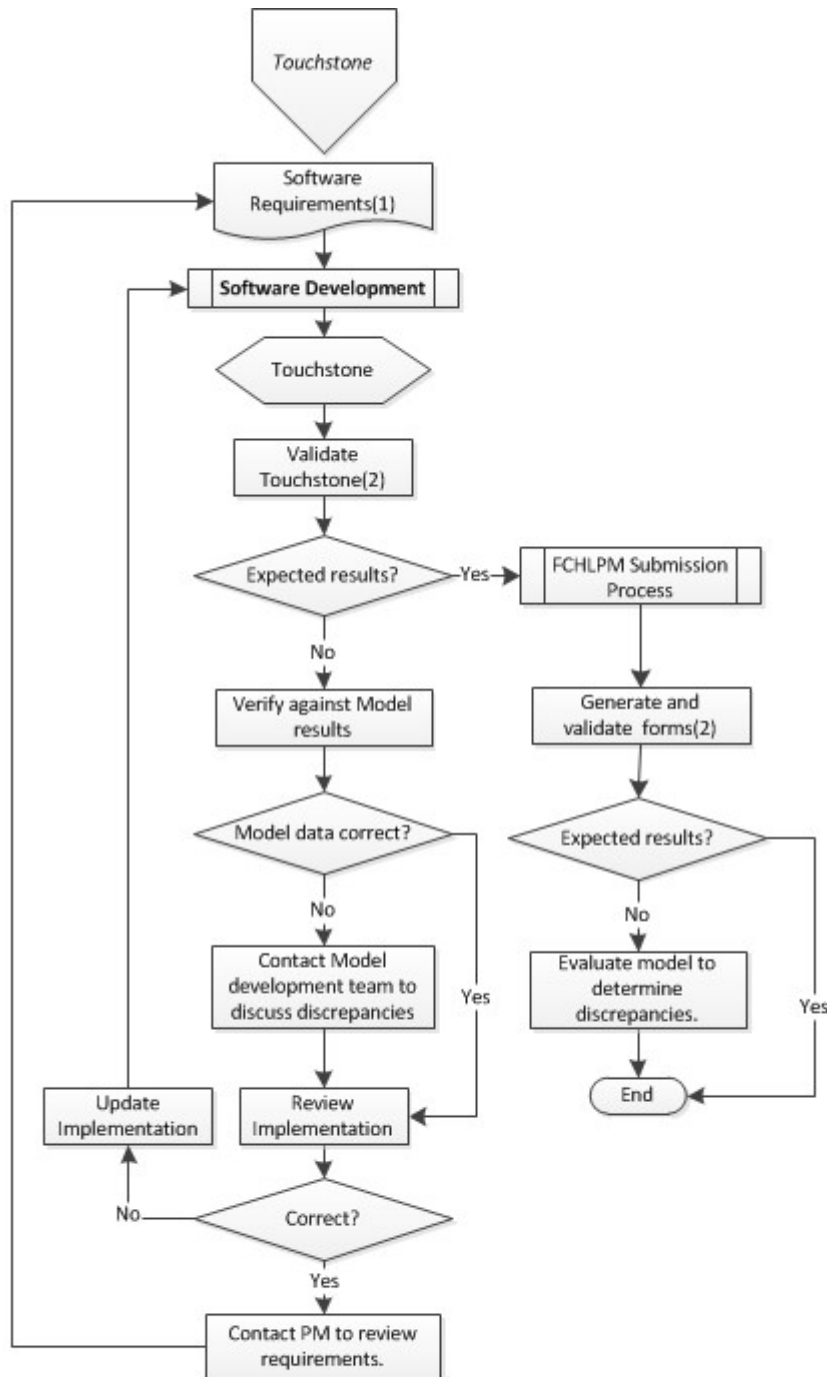 Touchstone
Software
Requirements(1)
Software Development
Touchstone
Validate
Touchstone(2)
Expected results?
Yes
FCHLPM Submission
Process
No
Verify against Model
results
Generate and
validate forms(2)
Model data correct?
Expected results?
No
No
Contact Model
development team to
discuss discrepancies
Yes
Evaluate model to
determine
discrepancies.
Yes
Update
Implementation
Review
Implementation
End
No
Correct?
Yes
Contact PM to review
requirements.